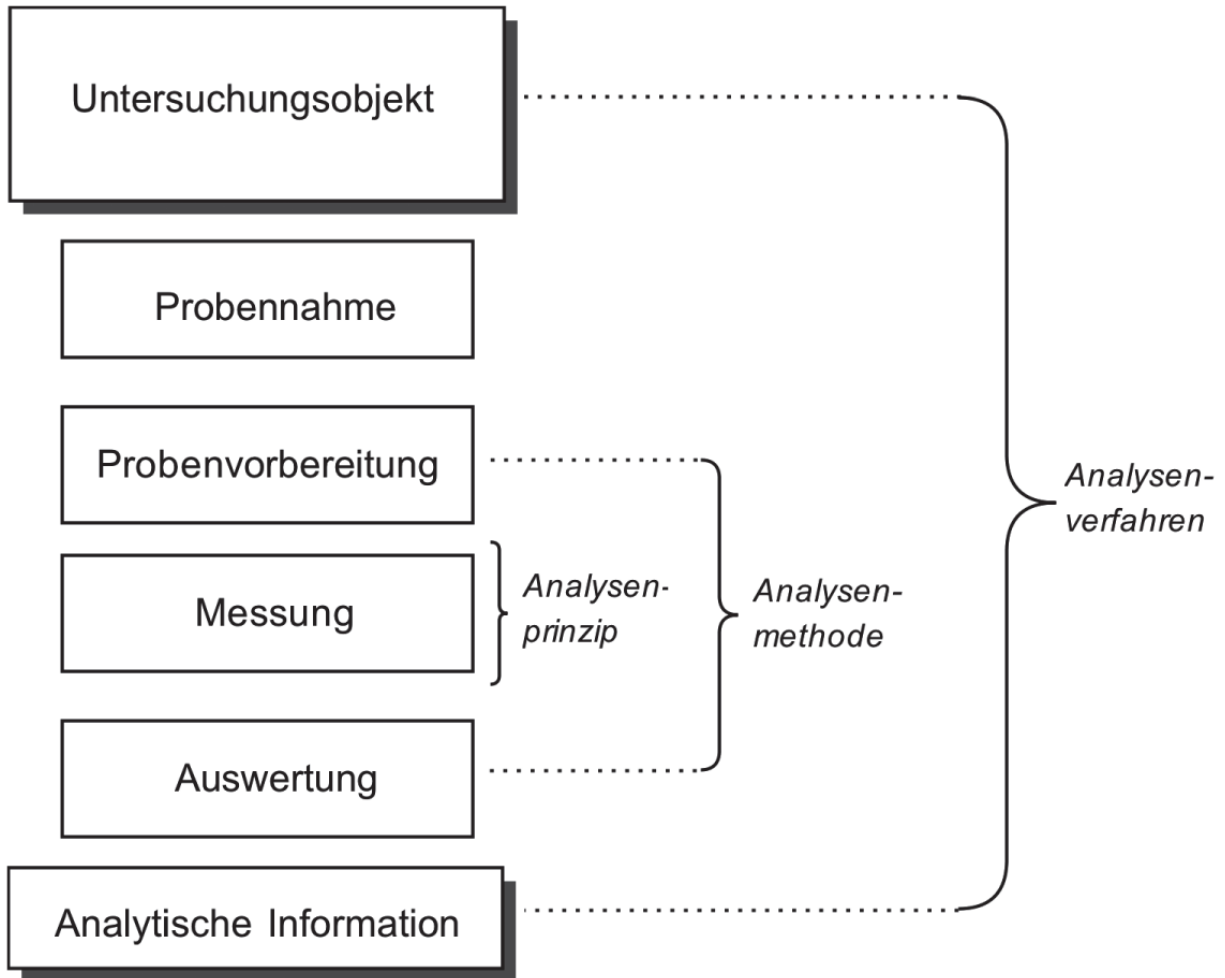 Untersuchungsobjekt
Probennahme
Probenvorbereitung
Messung
Auswertung
Analytische Information
Analysen-
prinzip
Analysen-
methode
Analysen-
verfahren